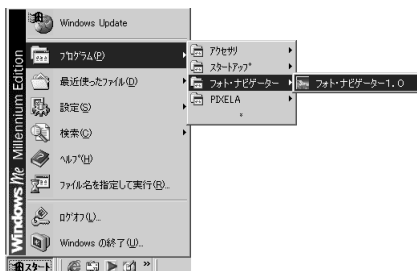 Windows Update
プログラム(P)
最近使ったファイル(D)
設定(S)
検索(C)
ヘルプ(H)
ファイル名を指定して実行(R)...
ログオフ(L)...
Windows の終了(U)...
Windows Me Millennium Edition
アクセサリ
スタートアップ
フォト・ナビゲーター
PIXELA
フォト・ナビゲーター1.0
スタート